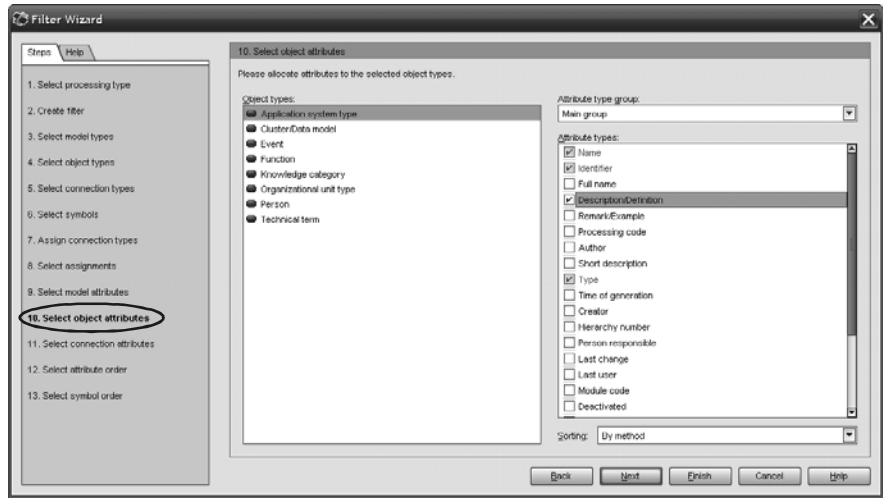 Filter Wizard
Steps Help
1. Select processing type
2. Create filter
3. Select model types
4. Select object types
5. Select connection types
6. Select symbols
7. Assign connection types
8. Select assignments
9. Select model attributes
10. Select object attributes
11. Select connection attributes
12. Select attribute order
13. Select symbol order
10. Select object attributes
Please allocate attributes to the selected object types.
Object types:
Application system type
Cluster/Data model
Event
Function
Knowledge category
Organizational unit type
Person
Technical term
Attribute type group:
Main group
Attribute types:
Name
Identifier
Full name
Description/Definition
Remark/Example
Processing code
Author
Short description
Type
Time of generation
Creator
Hierarchy number
Person responsible
Last change
Last user
Module code
Deactivated
Sorting: By method
Back Next Finish Cancel Help